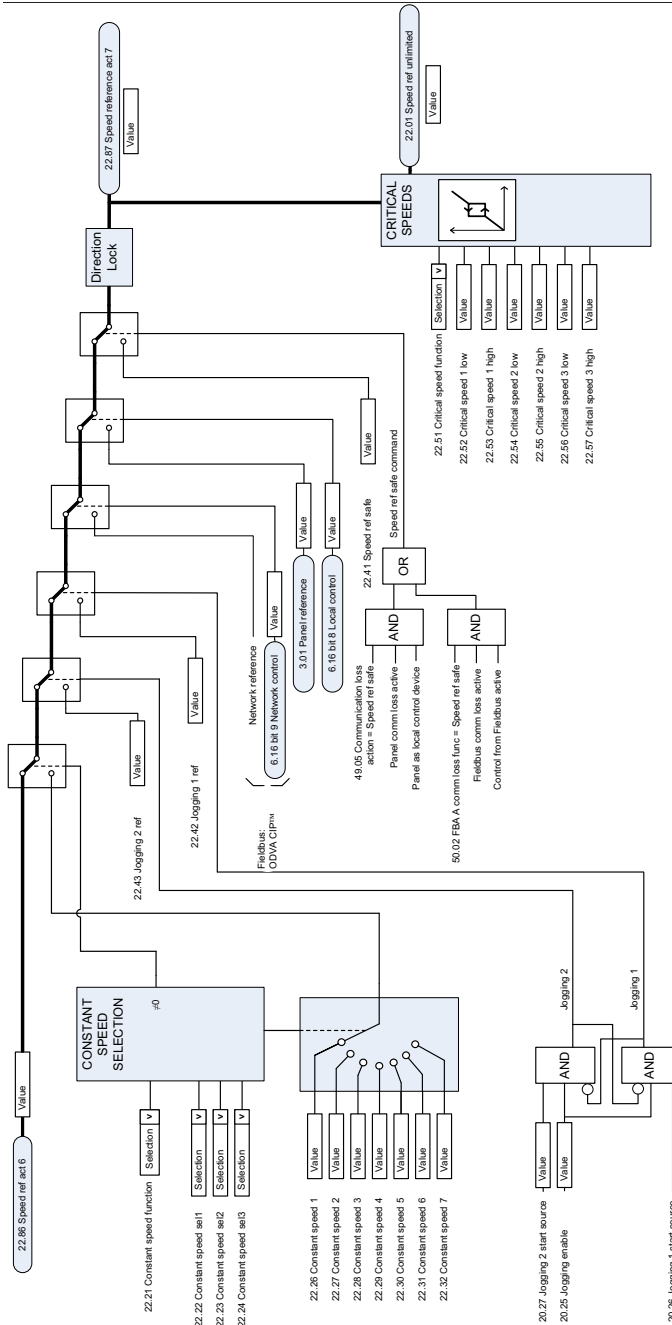 22.86 Speed ref act 6
Value
22.21 Constant speed function
Selection
v
22.22 Constant speed sel1
Selection
v
22.23 Constant speed sel2
Selection
v
22.24 Constant speed sel3
Selection
v
CONSTANT
SPEED
SELECTION
≠0
22.26 Constant speed 1
Value
22.27 Constant speed 2
Value
22.28 Constant speed 3
Value
22.29 Constant speed 4
Value
22.30 Constant speed 5
Value
22.31 Constant speed 6
Value
22.32 Constant speed 7
Value
20.27 Jogging 2 start source
Value
20.25 Jogging enable
Value
20.26 Jogging 1 start source
AND
AND
Jogging 2
Jogging 1
22.43 Jogging 2 ref
Value
22.42 Jogging 1 ref
Value
Fieldbus:
ODVA CIP™
Network reference
6.16 bit 9 Network control
Value
3.01 Panel reference
Value
6.16 bit 8 Local control
Value
22.41 Speed ref safe
Value
49.05 Communication loss
action = Speed ref safe
Panel comm loss active
Panel as local control device
AND
50.02 FBA A comm loss func = Speed ref safe
Fieldbus comm loss active
Control from Fieldbus active
AND
OR
Speed ref safe command
Direction
Lock
22.87 Speed reference act 7
Value
22.51 Critical speed function
Selection
v
22.52 Critical speed 1 low
Value
22.53 Critical speed 1 high
Value
22.54 Critical speed 2 low
Value
22.55 Critical speed 2 high
Value
22.56 Critical speed 3 low
Value
22.57 Critical speed 3 high
Value
CRITICAL
SPEEDS
22.01 Speed ref unlimited
Value